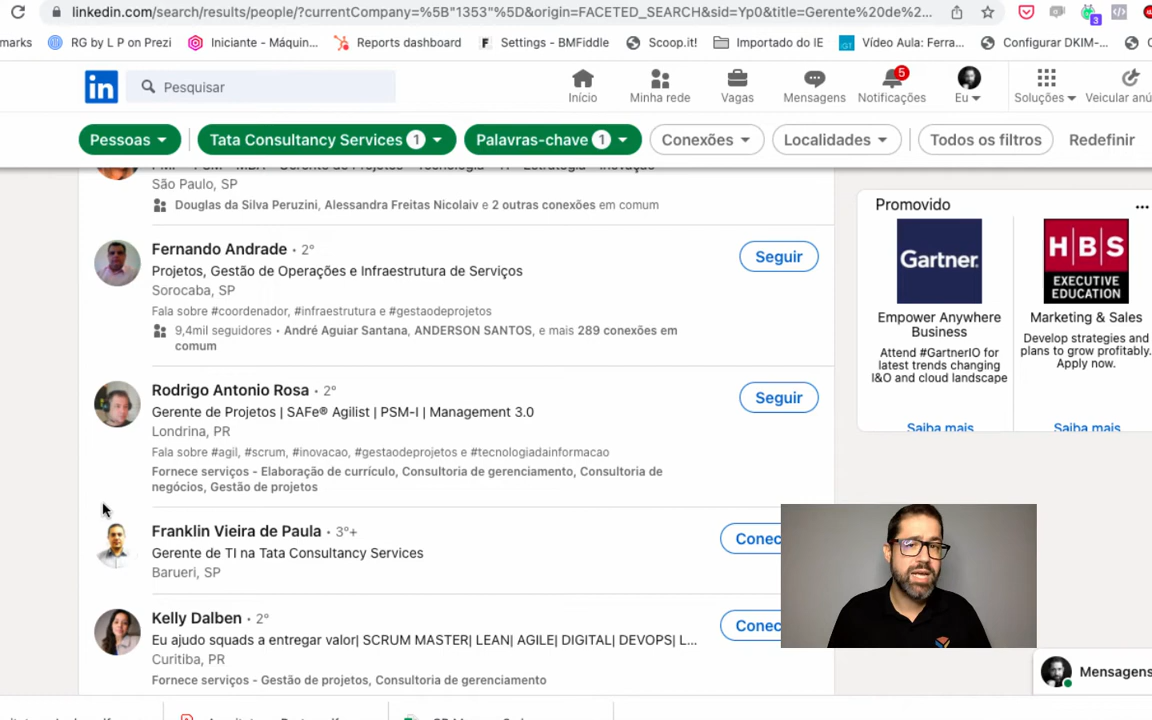 linkedin.com/search/results/people/?currentCompany=%5B"1353"%5D&origin=FACETED_SEARCH&sid=Yp0&title=Gerente%20de%2...
3
marks
RG by L P on Prezi
Iniciante - Máquin...
Reports dashboard
F
Settings - BMFiddle
Scoop.it!
Importado do IE
GT
Vídeo Aula: Ferra...
Configurar DKIM-...
in
Pesquisar
5
Início
Minha rede
Vagas
Mensagens
Notificações
Eu
Soluções
Veicular anú
Pessoas
Tata Consultancy Services 1
Palavras-chave 1
Conexões
Localidades
Todos os filtros
Redefinir
São Paulo, SP
Douglas da Silva Peruzini, Alessandra Freitas Nicolaiv e 2 outras conexões em comum
Fernando Andrade • 2°
Seguir
Projetos, Gestão de Operações e Infraestrutura de Serviços
Sorocaba, SP
Fala sobre #coordenador, #infraestrutura e #gestaodeprojetos
9,4mil seguidores • André Aguiar Santana, ANDERSON SANTOS, e mais 289 conexões em
comum
Rodrigo Antonio Rosa • 2°
Seguir
Gerente de Projetos | SAFe® Agilist | PSM-I | Management 3.0
Londrina, PR
Fala sobre #agil, #scrum, #inovacao, #gestaodeprojetos e #tecnologiadainformacao
Fornece serviços - Elaboração de currículo, Consultoria de gerenciamento, Consultoria de
negócios, Gestão de projetos
Franklin Vieira de Paula • 3°+
Conec
Gerente de TI na Tata Consultancy Services
Barueri, SP
Kelly Dalben • 2°
Conec
Eu ajudo squads a entregar valor| SCRUM MASTER| LEAN| AGILE| DIGITAL| DEVOPS| L...
Curitiba, PR
Fornece serviços - Gestão de projetos, Consultoria de gerenciamento
Promovido
...
Gartner.
Empower Anywhere
Business
Attend #GartnerIO for
latest trends changing
I&O and cloud landscape
Saiba mais
H|B|S
EXECUTIVE
EDUCATION
Marketing & Sales
Develop strategies and
plans to grow profitably.
Apply now.
Saiba mais
Mensagens